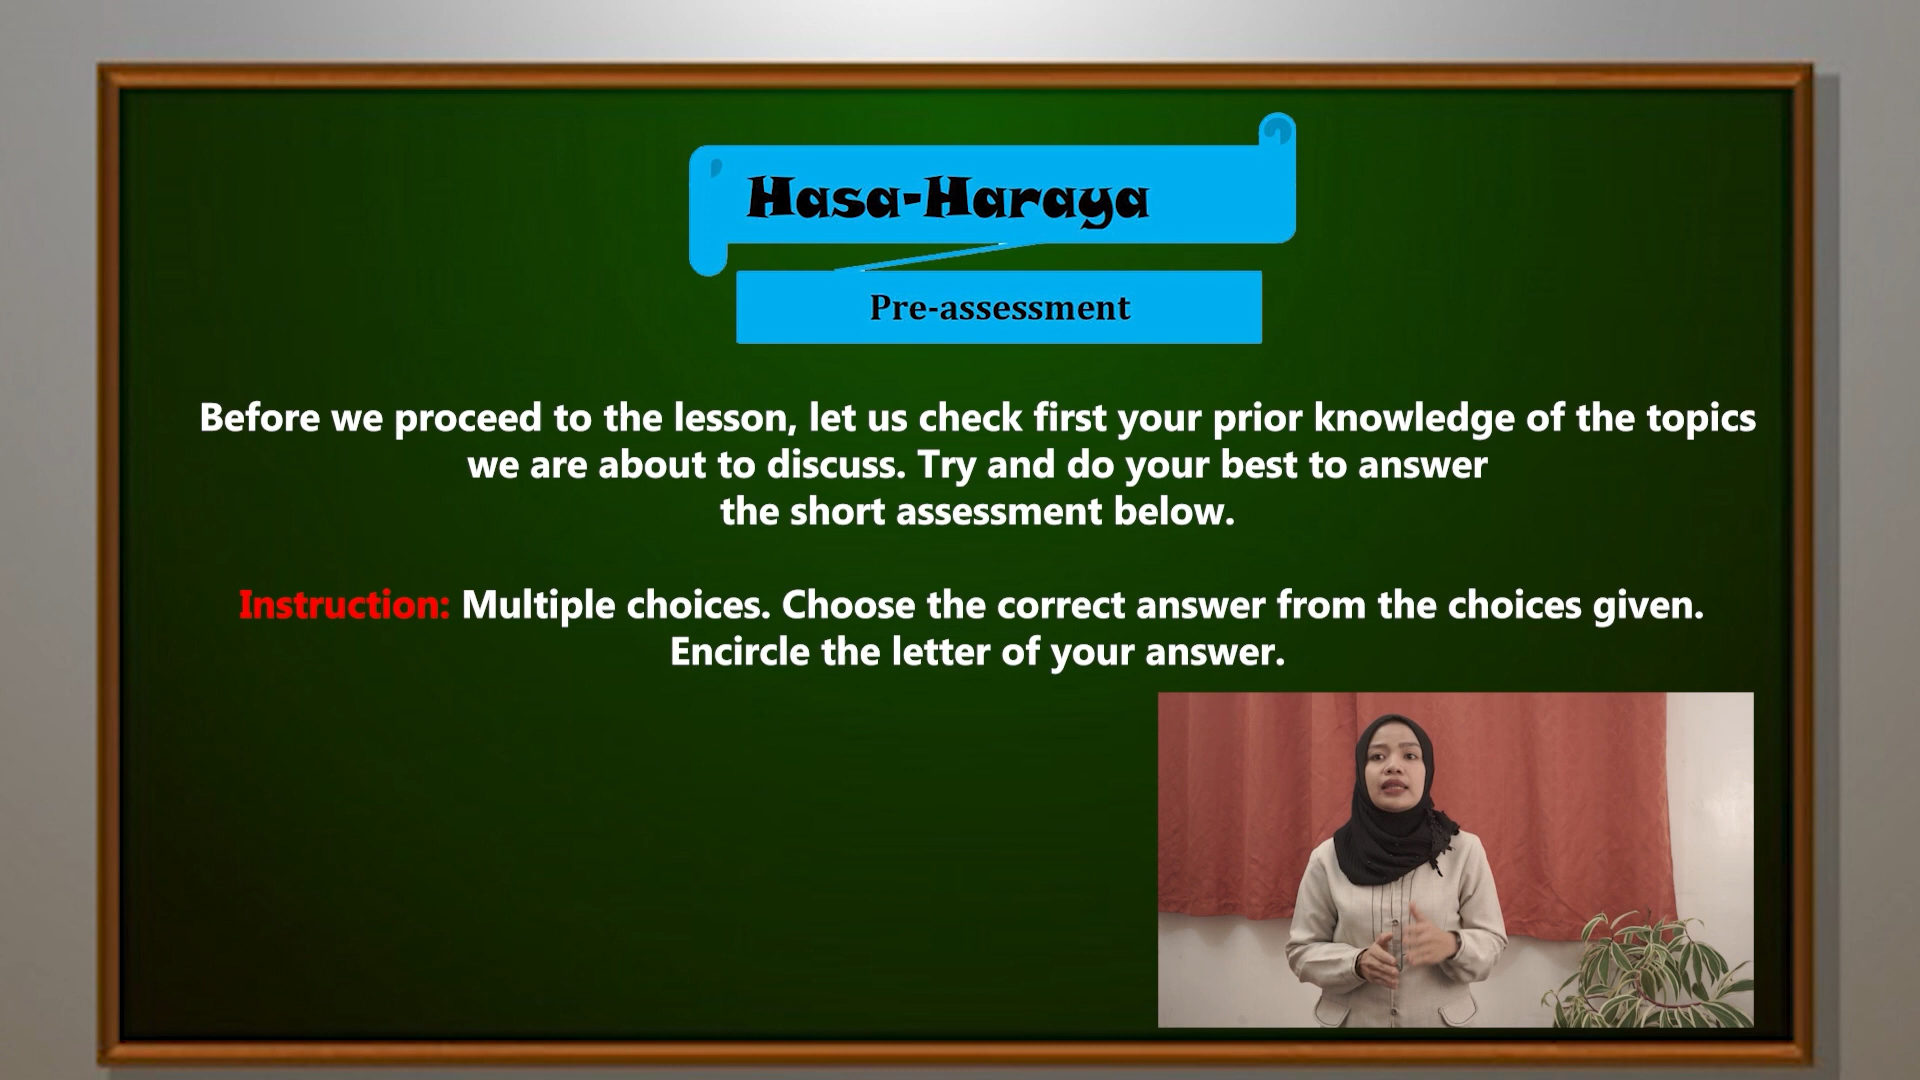 Hasa-Haraya
Pre-assessment
Before we proceed to the lesson, let us check first your prior knowledge of the topics
we are about to discuss. Try and do your best to answer
the short assessment below.
Instruction: Multiple choices. Choose the correct answer from the choices given.
Encircle the letter of your answer.